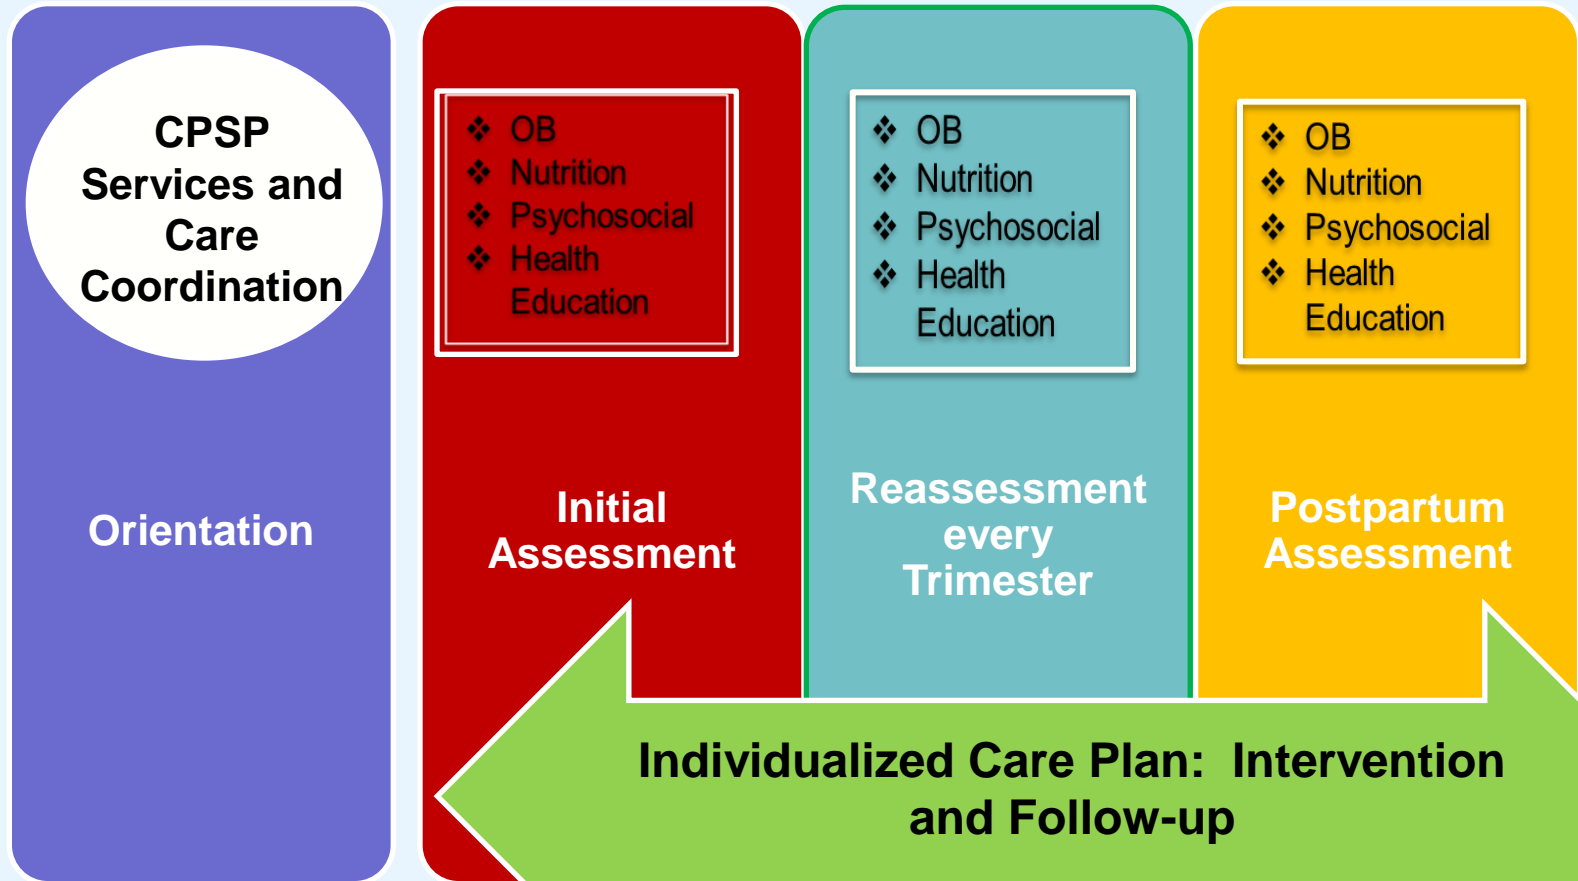 CPSP
Services and
Care
Coordination
Orientation
❖ OB
❖ Nutrition
❖ Psychosocial
❖ Health
Education
Initial
Assessment
❖ OB
❖ Nutrition
❖ Psychosocial
❖ Health
Education
Reassessment
every
Trimester
❖ OB
❖ Nutrition
❖ Psychosocial
❖ Health
Education
Postpartum
Assessment
Individualized Care Plan:  Intervention
and Follow-up